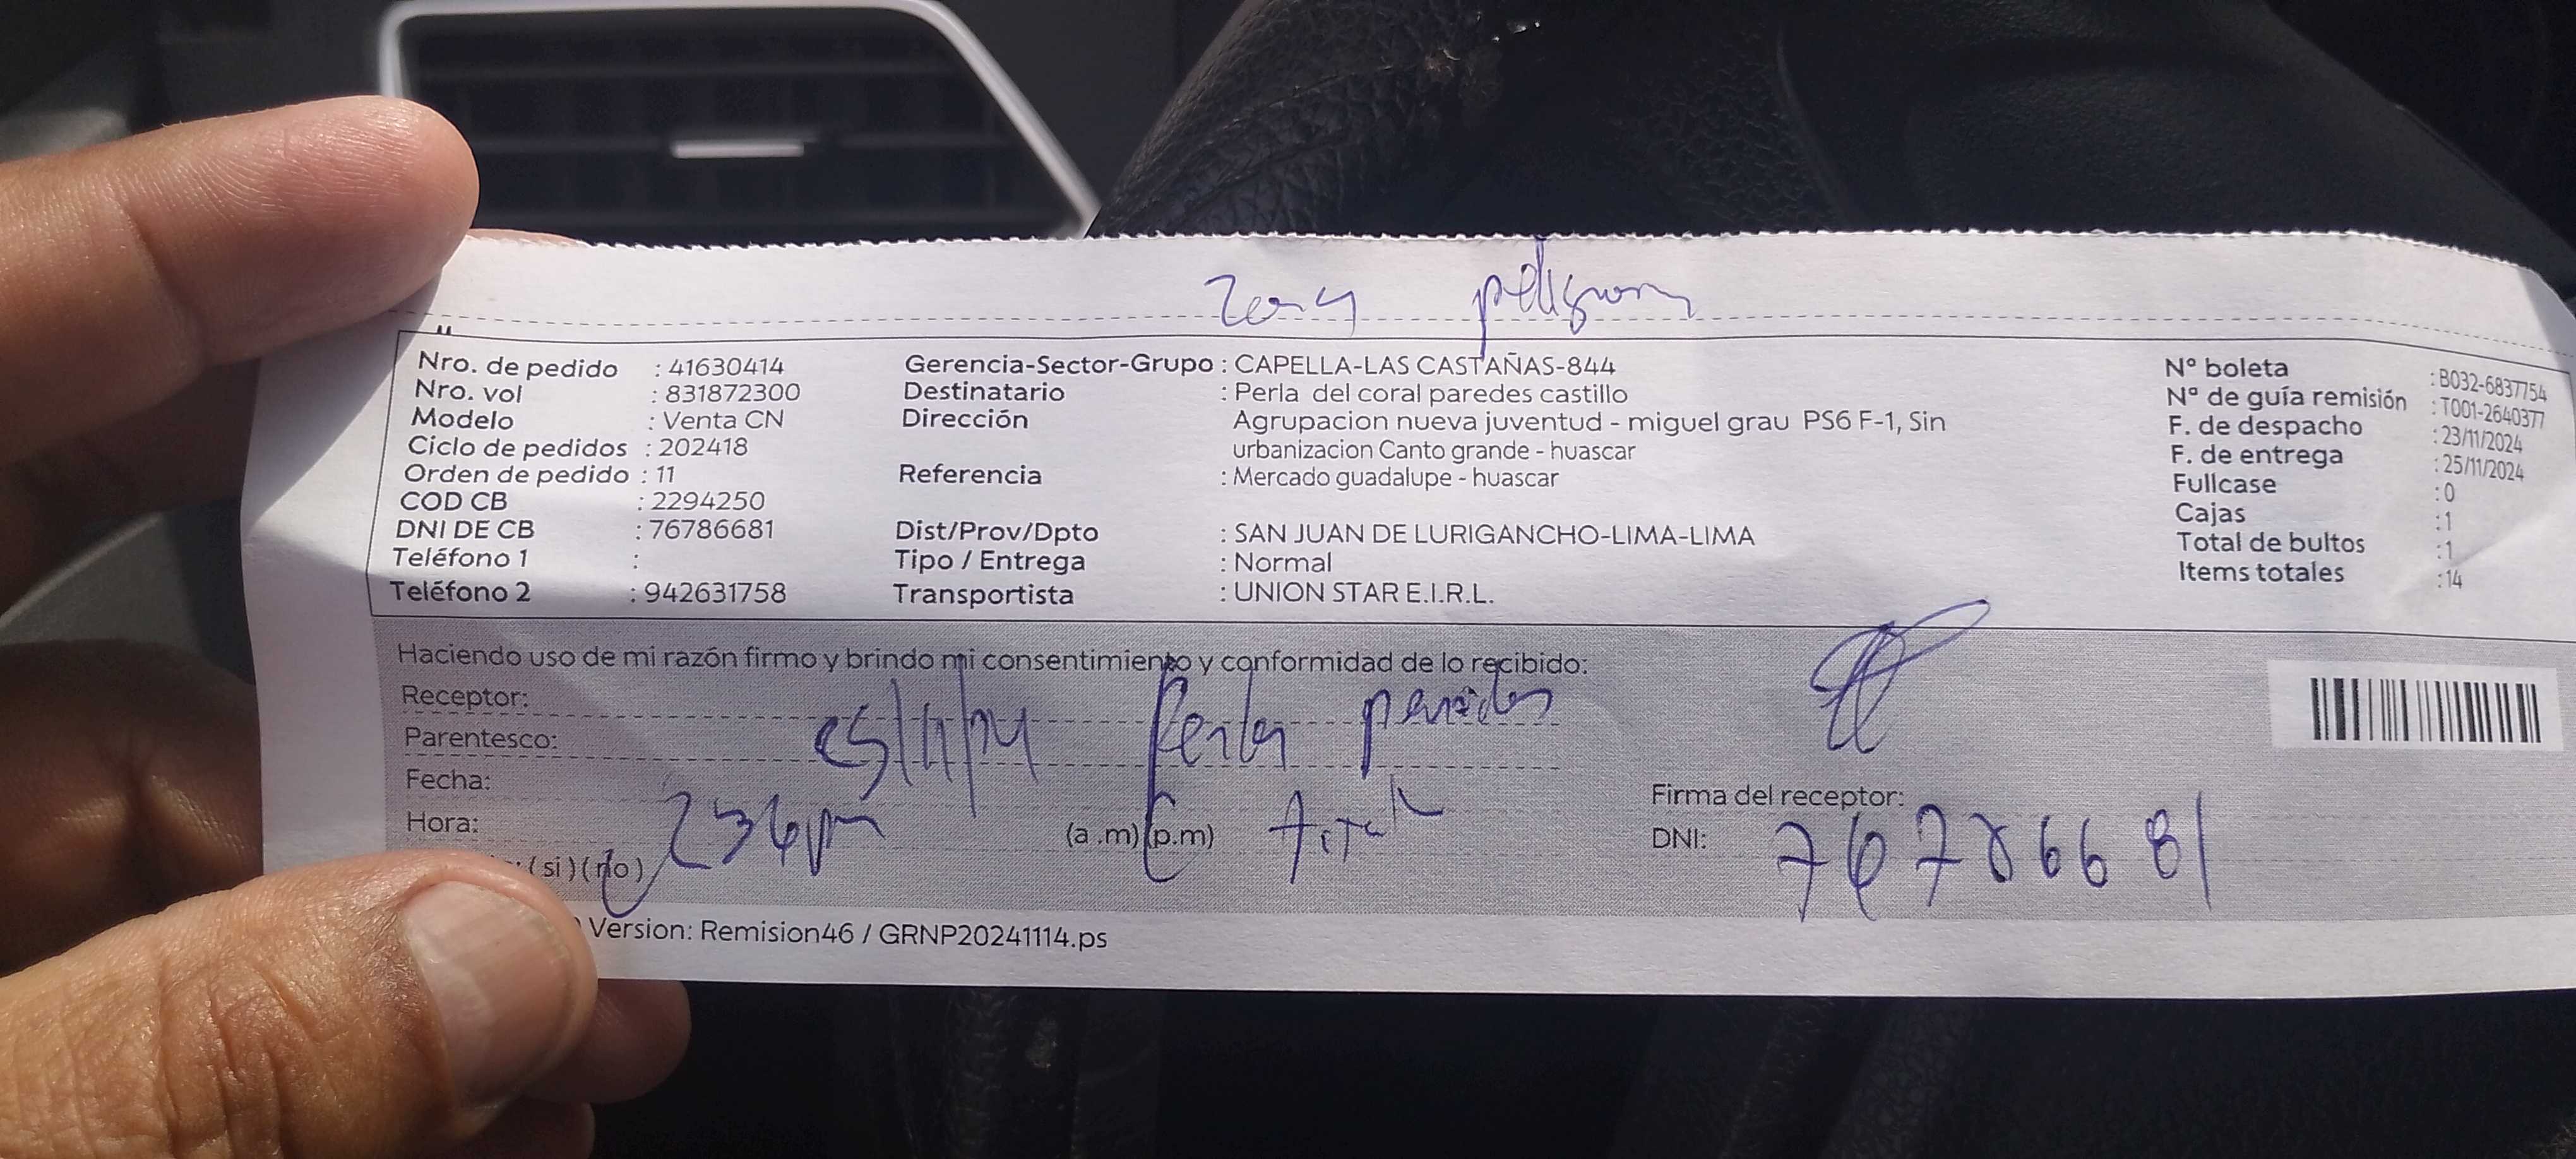 Zona peligrosa
Nro. de pedido : 41630414
Nro. vol : 831872300
Modelo : Venta CN
Ciclo de pedidos : 202418
Orden de pedido : 11
COD CB : 2294250
DNI DE CB : 76786681
Teléfono 1 :
Teléfono 2 : 942631758
Gerencia-Sector-Grupo : CAPELLA-LAS CASTAÑAS-844
Destinatario : Perla del coral paredes castillo
Dirección : Agrupacion nueva juventud - miguel grau PS6 F-1, Sin
urbanizacion Canto grande - huascar
Referencia : Mercado guadalupe - huascar
Dist/Prov/Dpto : SAN JUAN DE LURIGANCHO-LIMA-LIMA
Tipo / Entrega : Normal
Transportista : UNION STAR E.I.R.L.
Nº boleta : B032-6837754
Nº de guía remisión : T001-2640377
F. de despacho : 23/11/2024
F. de entrega : 25/11/2024
Fullcase : 0
Cajas : 1
Total de bultos : 1
Items totales : 14
Haciendo uso de mi razón firmo y brindo mi consentimiento y conformidad de lo recibido:
Receptor: Perla paredes
Parentesco:
Fecha:
Hora: 236pm (a .m) (p.m)
Firma del receptor:
DNI: 76786681
: ( si ) ( no )
Version: Remision46 / GRNP20241114.ps